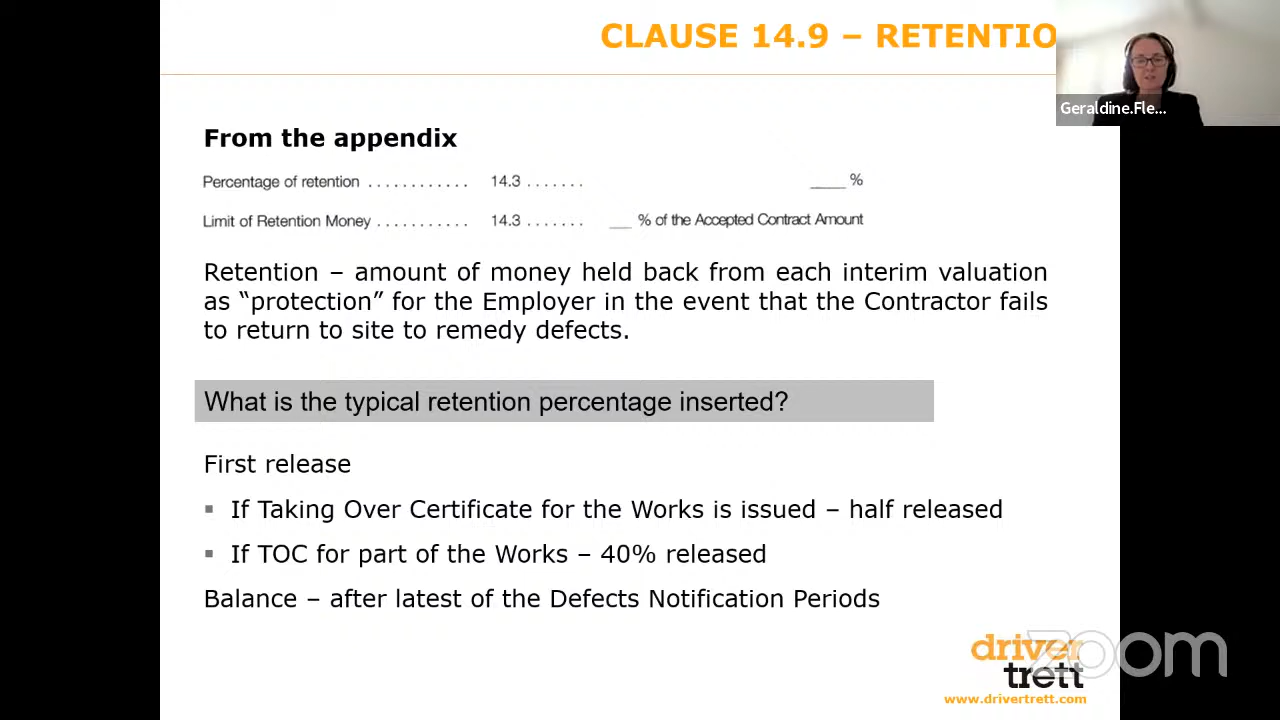 CLAUSE 14.9 – RETENTIO
Geraldine.Fle...
From the appendix
Percentage of retention . . . . . . . . . . . . 14.3 . . . . . . . ____ %
Limit of Retention Money . . . . . . . . . . . 14.3 . . . . . . . ___ % of the Accepted Contract Amount
Retention – amount of money held back from each interim valuation
as “protection” for the Employer in the event that the Contractor fails
to return to site to remedy defects.
What is the typical retention percentage inserted?
First release
▪ If Taking Over Certificate for the Works is issued – half released
▪ If TOC for part of the Works – 40% released
Balance – after latest of the Defects Notification Periods
driver
trett
zoom
www.drivertrett.com